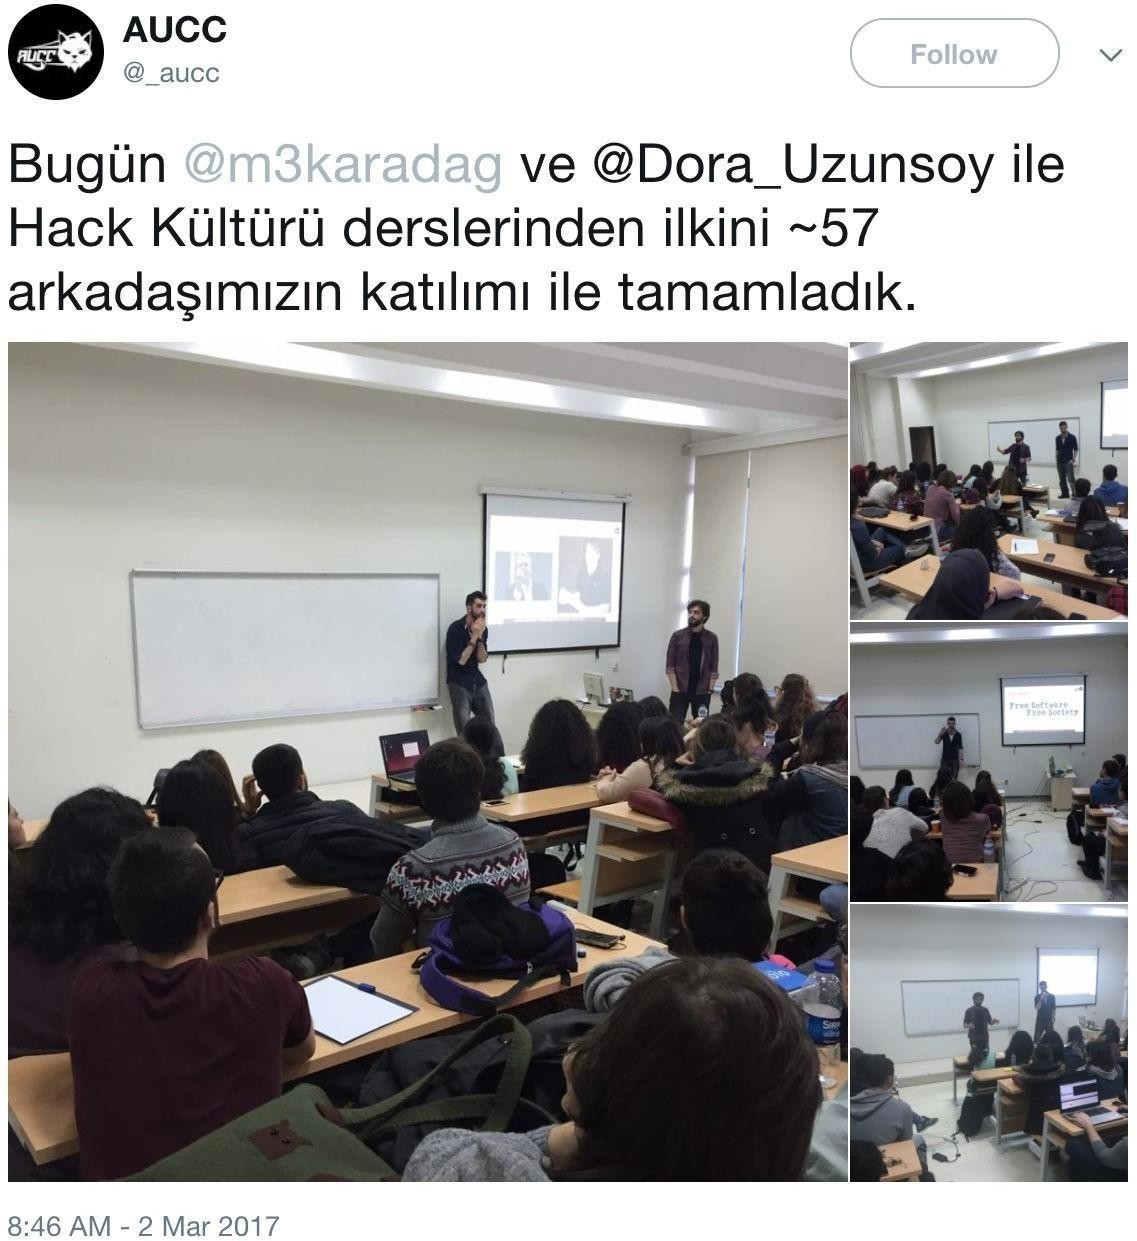 AUCC
AUCC
@_aucc
Follow
Bugün @m3karadag ve @Dora_Uzunsoy ile
Hack Kültürü derslerinden ilkini ~57
arkadaşımızın katılımı ile tamamladık.
Free Software
Free Society
8:46 AM - 2 Mar 2017